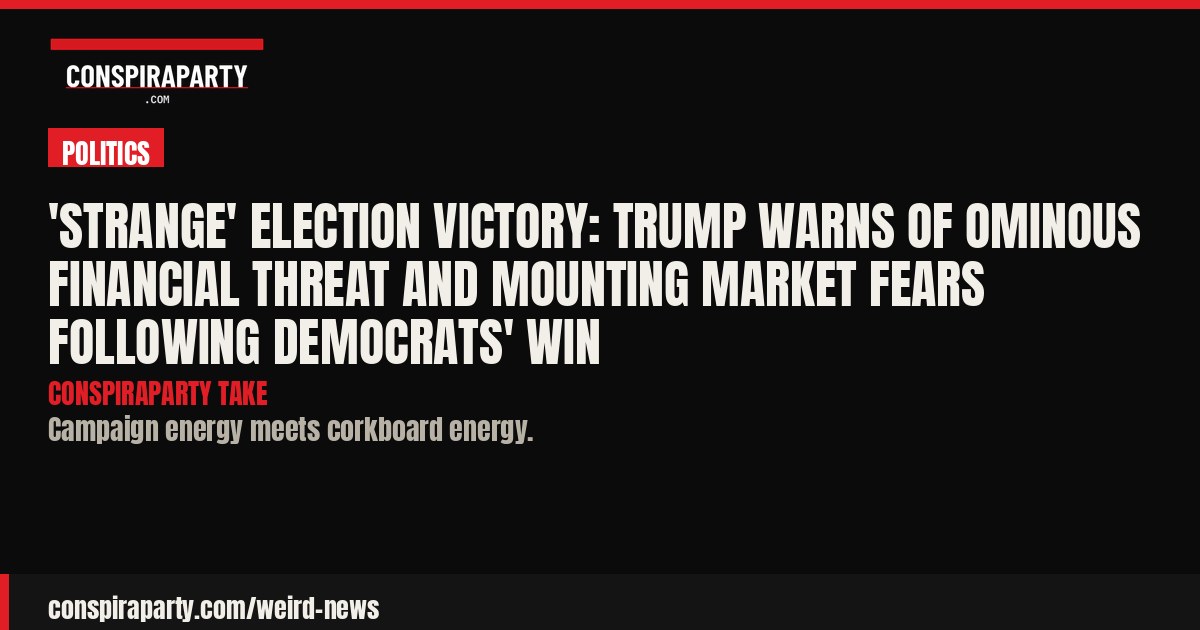 CONSPIRAPARTY
.COM
POLITICS
'STRANGE' ELECTION VICTORY: TRUMP WARNS OF OMINOUS
FINANCIAL THREAT AND MOUNTING MARKET FEARS
FOLLOWING DEMOCRATS' WIN
CONSPIRAPARTY TAKE
Campaign energy meets corkboard energy.
conspiraparty.com/weird-news